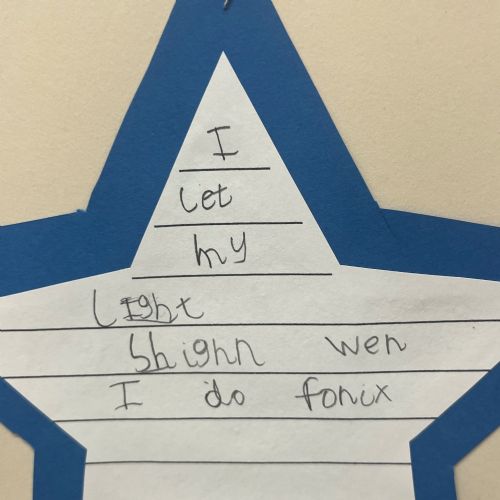 I
Let
my
Light
Shighn wen
I do fonix